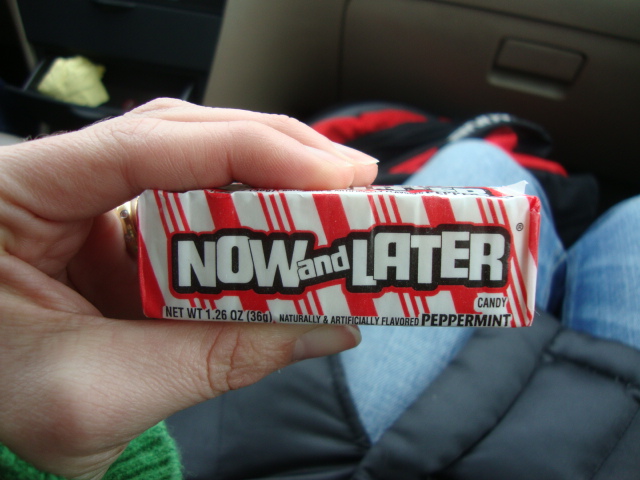 NOW and LATER ®
CANDY
NET WT 1.26 OZ (36g), NATURALLY & ARTIFICIALLY FLAVORED PEPPERMINT